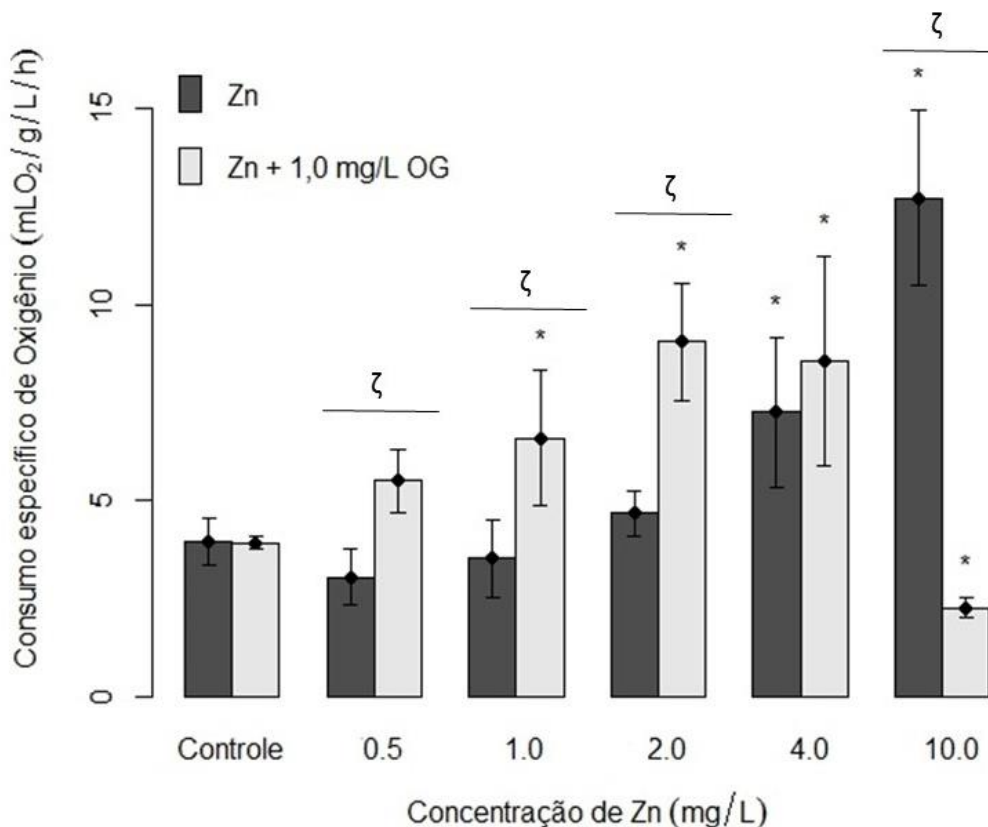 ζ
*
15
Zn
Zn + 1,0 mg/L OG
ζ
*
*
ζ
*
*
10
ζ
*
5
0
Consumo específico de Oxigênio (mLO₂/ g/ L/ h)
Controle 0.5 1.0 2.0 4.0 10.0
Concentração de Zn (mg/L)